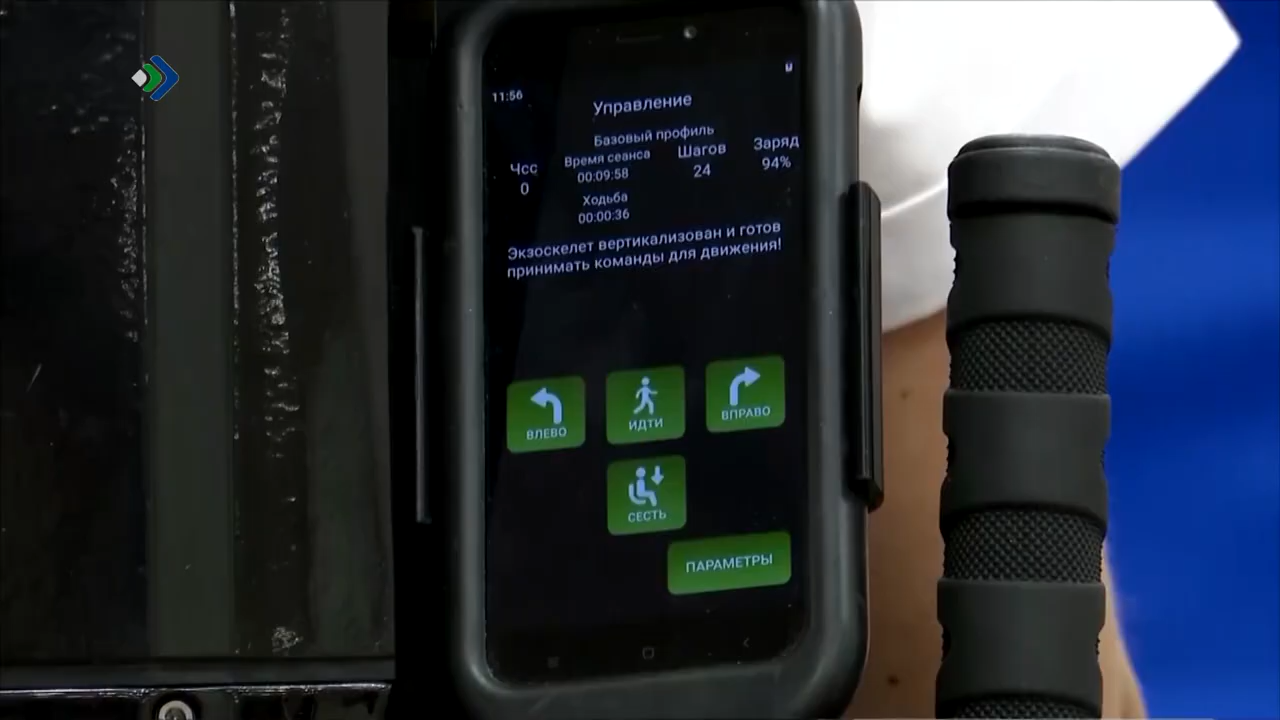 11:56
Управление
Базовый профиль
Чсс
0
Время сеанса
00:09:58
Шагов
24
Заряд
94%
Ходьба
00:00:36
Экзоскелет вертикализован и готов
принимать команды для движения!
ВЛЕВО
ИДТИ
ВПРАВО
СЕСТЬ
ПАРАМЕТРЫ